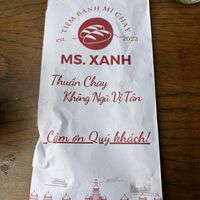 TIỆM BÁNH MÌ CHAY
est. 2023
MS. XANH
Thuần Chay
Không Ngũ Vị Tân
Cảm ơn Quý khách!